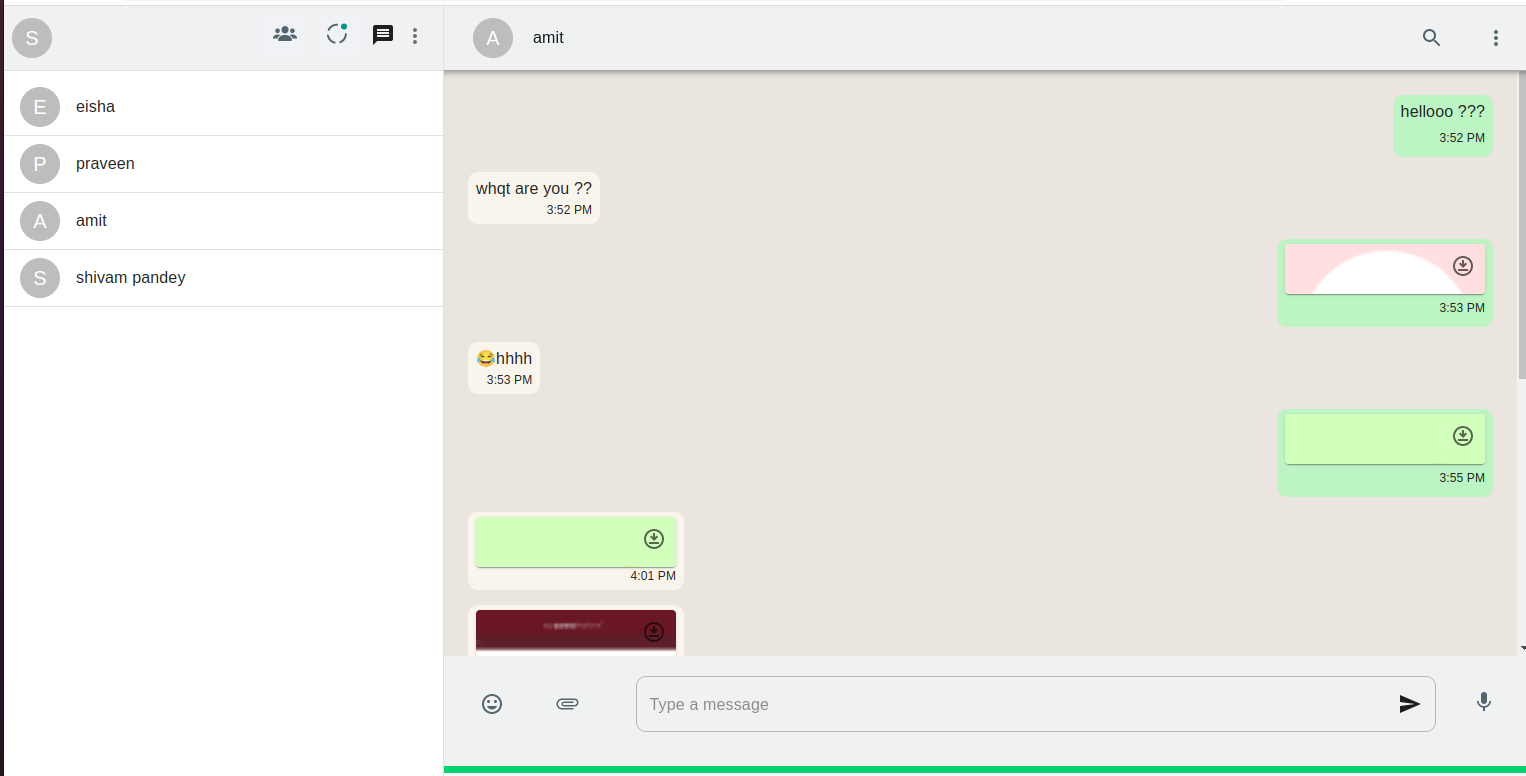 S
A
amit
E
eisha
P
praveen
A
amit
S
shivam pandey
hellooo ???
3:52 PM
whqt are you ??
3:52 PM
3:53 PM
😂hhhh
3:53 PM
3:55 PM
4:01 PM
Type a message